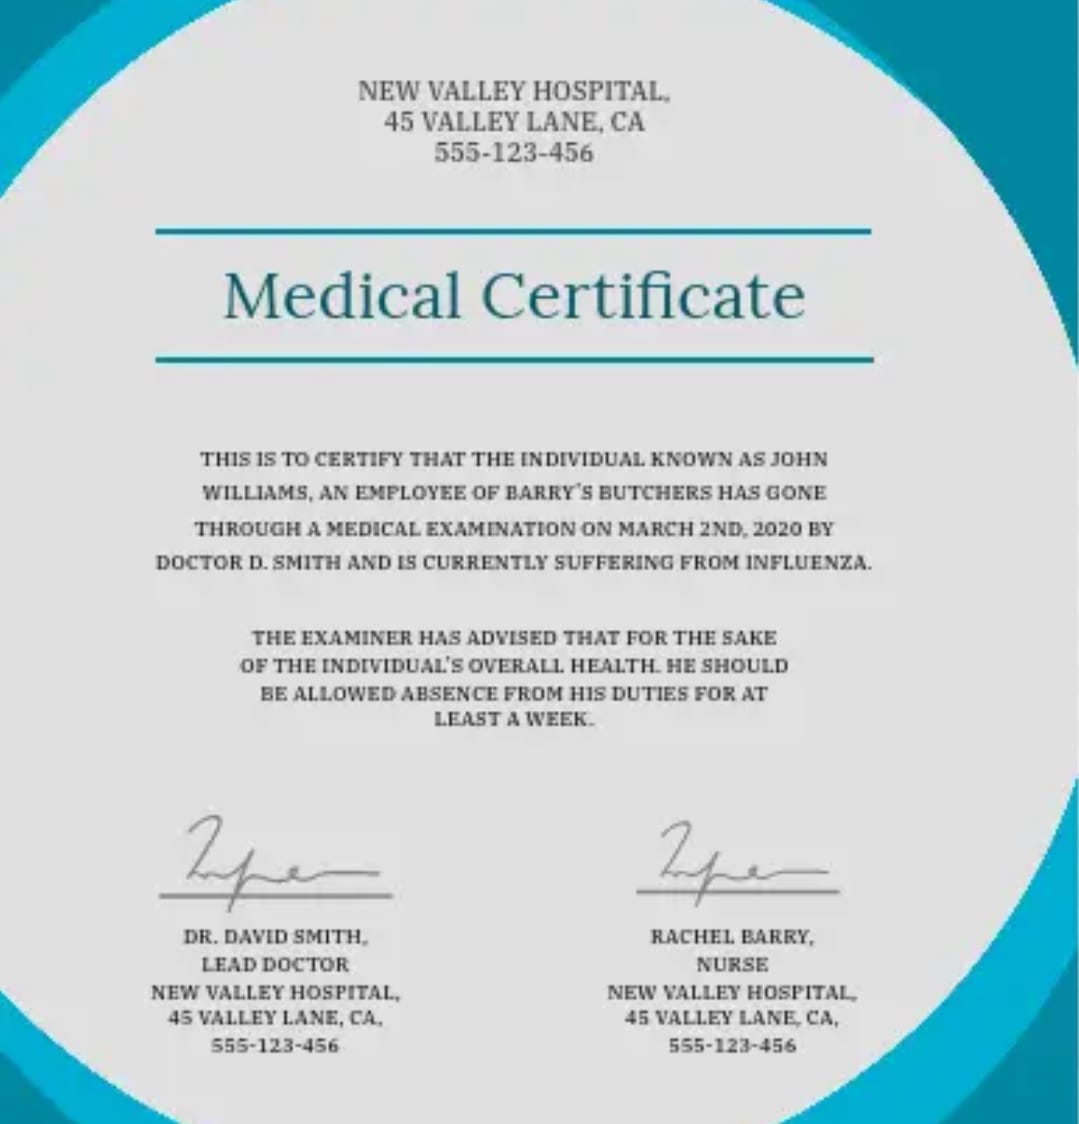 NEW VALLEY HOSPITAL,
45 VALLEY LANE, CA
555-123-456
Medical Certificate
THIS IS TO CERTIFY THAT THE INDIVIDUAL KNOWN AS JOHN
WILLIAMS, AN EMPLOYEE OF BARRY'S BUTCHERS HAS GONE
THROUGH A MEDICAL EXAMINATION ON MARCH 2ND, 2020 BY
DOCTOR D. SMITH AND IS CURRENTLY SUFFERING FROM INFLUENZA.
THE EXAMINER HAS ADVISED THAT FOR THE SAKE
OF THE INDIVIDUAL'S OVERALL HEALTH. HE SHOULD
BE ALLOWED ABSENCE FROM HIS DUTIES FOR AT
LEAST A WEEK.
DR. DAVID SMITH,
LEAD DOCTOR
NEW VALLEY HOSPITAL,
45 VALLEY LANE, CA,
555-123-456
RACHEL BARRY,
NURSE
NEW VALLEY HOSPITAL,
45 VALLEY LANE, CA,
555-123-456